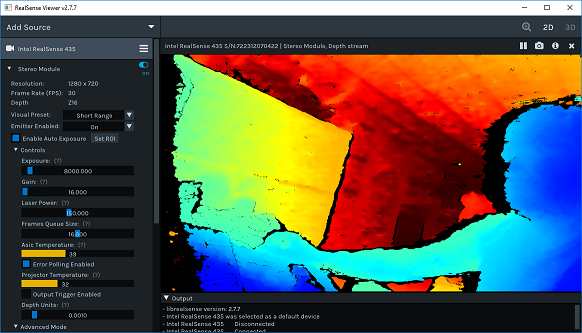 RealSense Viewer v2.7.7
Add Source
2D
3D
Intel RealSense 435
Intel RealSense 435 S/N:722312070422 | Stereo Module, Depth stream
Stereo Module
on
Resolution: 1280 x 720
Frame Rate (FPS): 30
Depth Z16
Visual Preset: Short Range
Emitter Enabled: On
Enable Auto Exposure Set ROI
Controls
Exposure: (?)
8000.000
Gain: (?)
16.000
Laser Power: (?)
150.000
Frames Queue Size: (?)
16.000
Asic Temperature: (?)
39
Error Polling Enabled
Projector Temperature: (?)
32
Output Trigger Enabled
Depth Units: (?)
0.0010
Advanced Mode
Output
- librealsense version: 2.7.7
- Intel RealSense 435 was selected as a default device
- Intel RealSense 435 Disconnected
- Intel RealSense 435 Connected